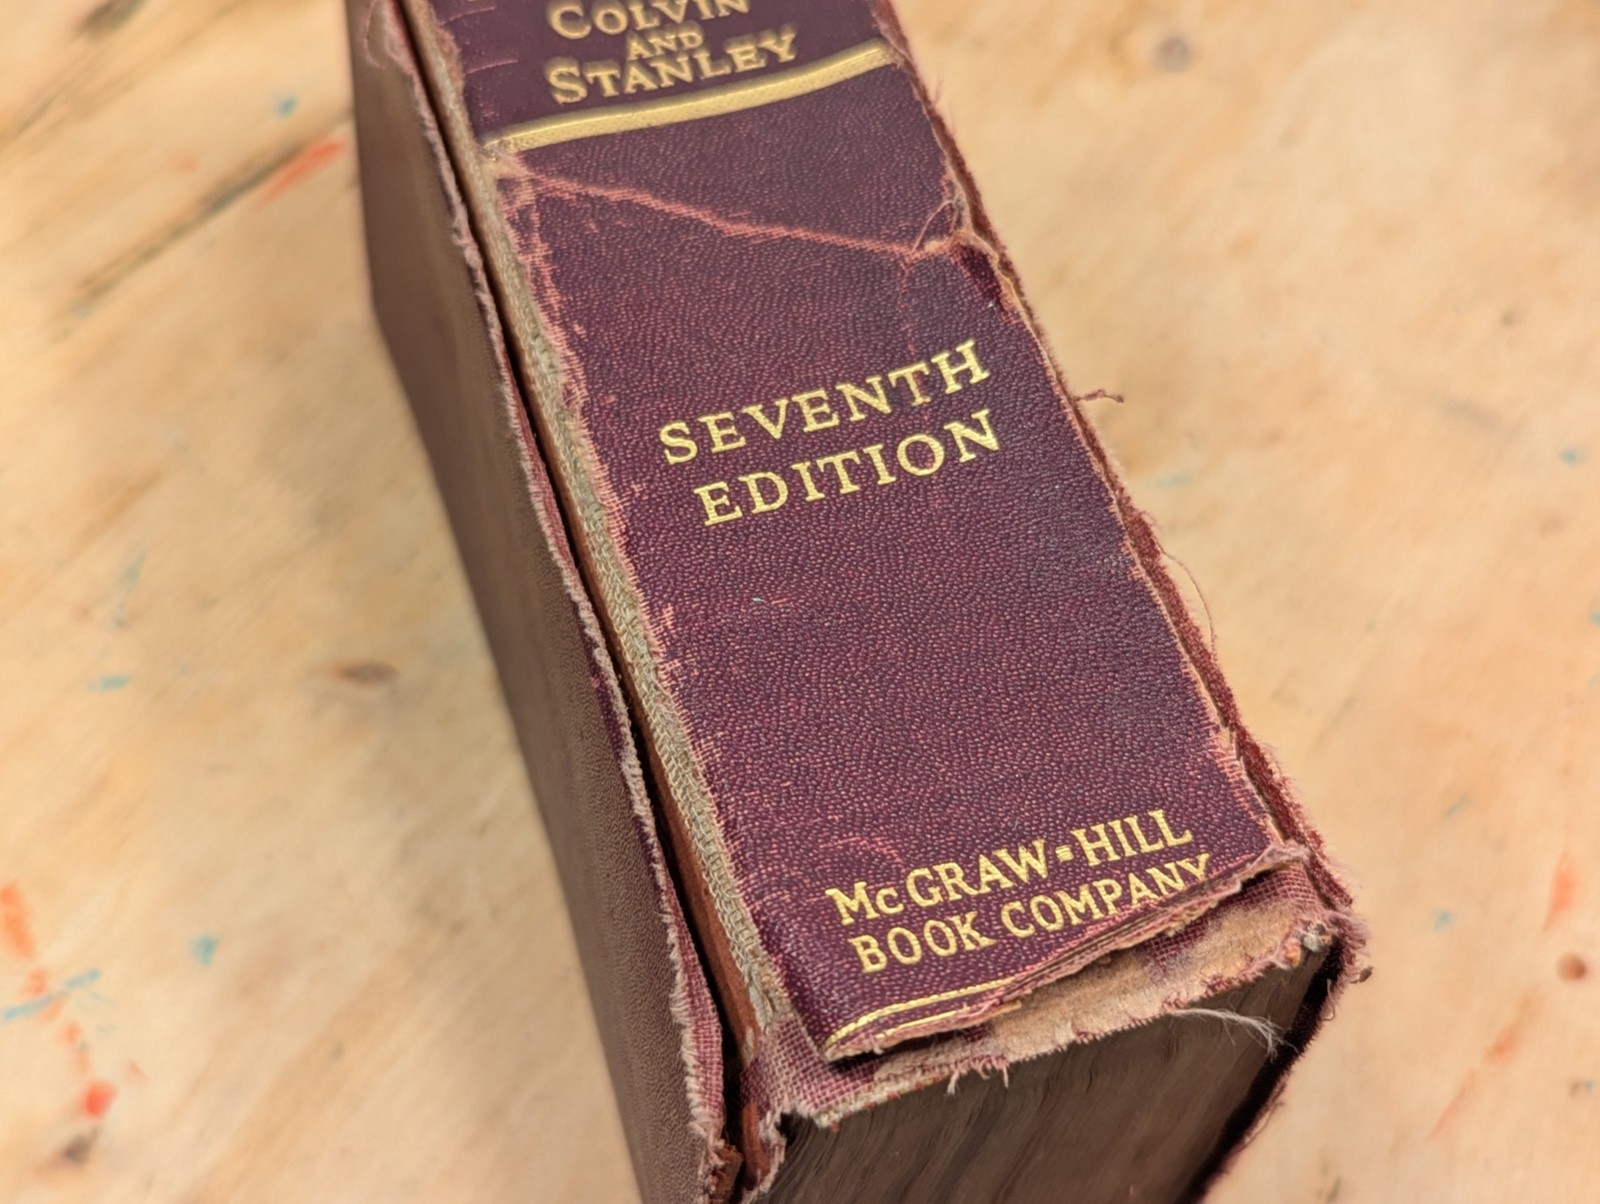 COLVIN
AND
STANLEY
SEVENTH
EDITION
McGRAW-HILL
BOOK COMPANY